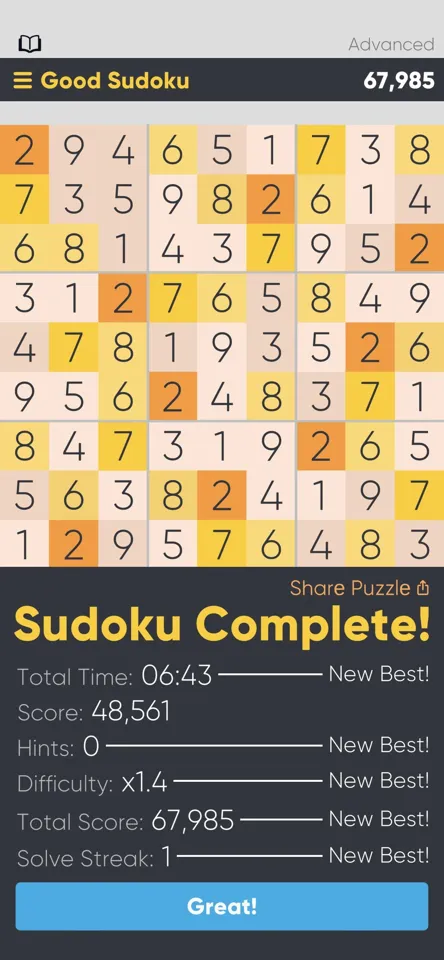 Advanced
Good Sudoku 67,985
2 9 4 6 5 1 7 3 8
7 3 5 9 8 2 6 1 4
6 8 1 4 3 7 9 5 2
3 1 2 7 6 5 8 4 9
4 7 8 1 9 3 5 2 6
9 5 6 2 4 8 3 7 1
8 4 7 3 1 9 2 6 5
5 6 3 8 2 4 1 9 7
1 2 9 5 7 6 4 8 3
Share Puzzle
Sudoku Complete!
Total Time: 06:43 New Best!
Score: 48,561
Hints: 0 New Best!
Difficulty: x1.4 New Best!
Total Score: 67,985 New Best!
Solve Streak: 1 New Best!
Great!